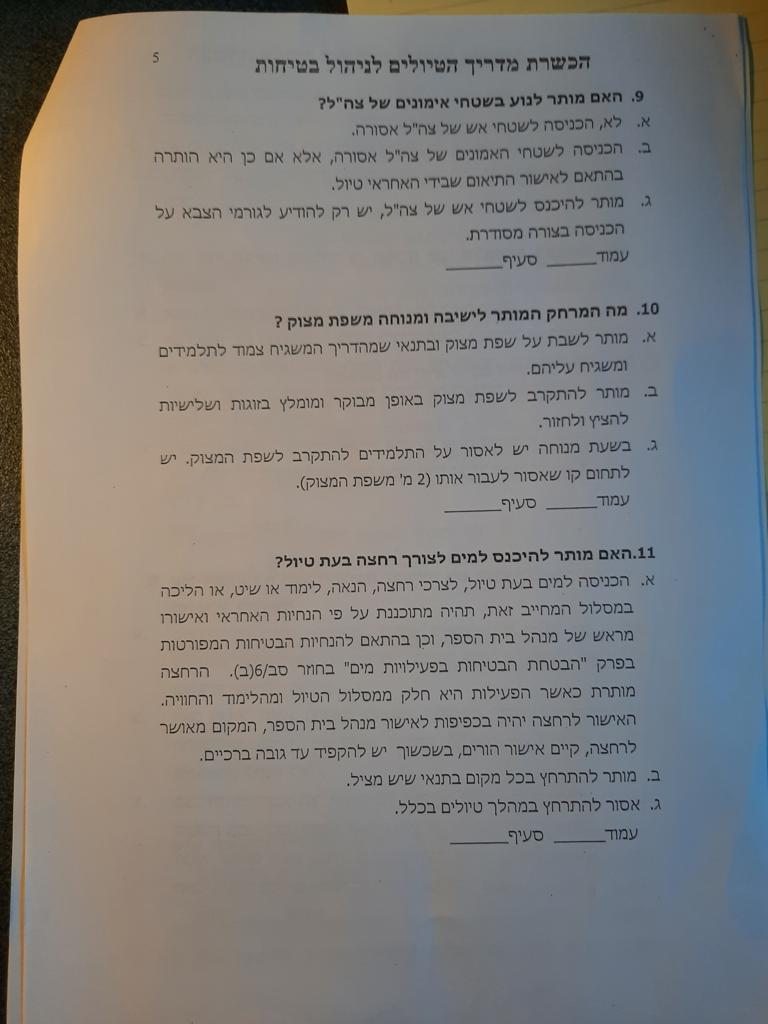 5
הכשרת מדריך הטיולים לניהול בטיחות
9. האם מותר לנוע בשטחי אימונים של צה"ל?
א. לא, הכניסה לשטחי אש של צה"ל אסורה.
ב. הכניסה לשטחי האמונים של צה"ל אסורה, אלא אם כן היא הותרה
בהתאם לאישור התיאום שבידי האחראי טיול.
ג. מותר להיכנס לשטחי אש של צה"ל, יש רק להודיע לגורמי הצבא על
הכניסה בצורה מסודרת.
עמוד______ סעיף_______
10. מה המרחק המותר לישיבה ומנוחה משפת מצוק ?
א. מותר לשבת על שפת מצוק ובתנאי שמהדריך המשגיח צמוד לתלמידים
ומשגיח עליהם.
ב. מותר להתקרב לשפת מצוק באופן מבוקר ומומלץ בזוגות ושלישיות
להציץ ולחזור.
ג. בשעת מנוחה יש לאסור על התלמידים להתקרב לשפת המצוק. יש
לתחום קו שאסור לעבור אותו (2 מ' משפת המצוק).
עמוד______ סעיף_______
11.האם מותר להיכנס למים לצורך רחצה בעת טיול?
א. הכניסה למים בעת טיול, לצרכי רחצה, הנאה, לימוד או שיט, או הליכה
במסלול המחייב זאת, תהיה מתוכננת על פי הנחיות האחראי ואישורו
מראש של מנהל בית הספר, וכן בהתאם להנחיות הבטיחות המפורטות
בפרק "הבטחת הבטיחות בפעילויות מים" בחוזר סב/6(ב). הרחצה
מותרת כאשר הפעילות היא חלק ממסלול הטיול ומהלימוד והחוויה.
האישור לרחצה יהיה בכפיפות לאישור מנהל בית הספר, המקום מאושר
לרחצה, קיים אישור הורים, בשכשוך יש להקפיד עד גובה ברכיים.
ב. מותר להתרחץ בכל מקום בתנאי שיש מציל.
ג. אסור להתרחץ במהלך טיולים בכלל.
עמוד______ סעיף_______